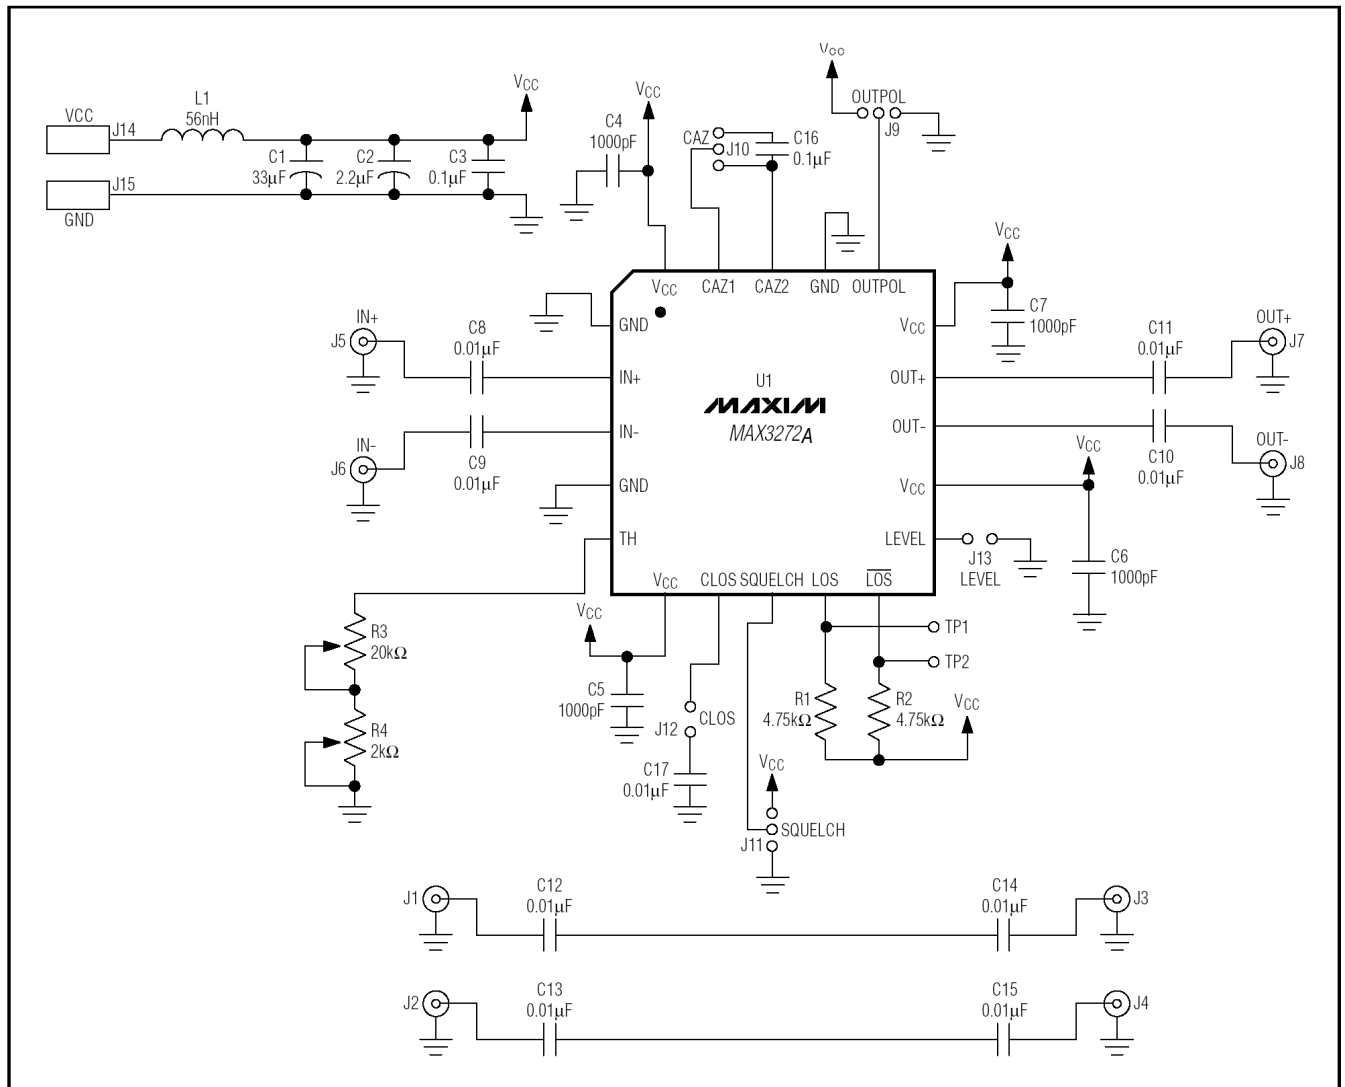 VCC
J14
L1
56nH
VCC
C1
33µF
C2
2.2µF
C3
0.1µF
J15
GND
C4
1000pF
VCC
CAZ
J10
C16
0.1µF
VCC
OUTPOL
J9
VCC
CAZ1
CAZ2
GND
OUTPOL
VCC
C7
1000pF
GND
VCC
IN+
J5
C8
0.01µF
IN+
U1
MAXIM
MAX3272A
OUT+
C11
0.01µF
OUT+
J7
IN-
J6
C9
0.01µF
IN-
OUT-
C10
0.01µF
OUT-
J8
GND
VCC
VCC
TH
LEVEL
J13
LEVEL
C6
1000pF
VCC
CLOS
SQUELCH
LOS
LOS
VCC
TP1
TP2
R3
20kΩ
R4
2kΩ
C5
1000pF
J12
CLOS
C17
0.01µF
R1
4.75kΩ
R2
4.75kΩ
VCC
VCC
SQUELCH
J11
J1
C12
0.01µF
C14
0.01µF
J3
J2
C13
0.01µF
C15
0.01µF
J4